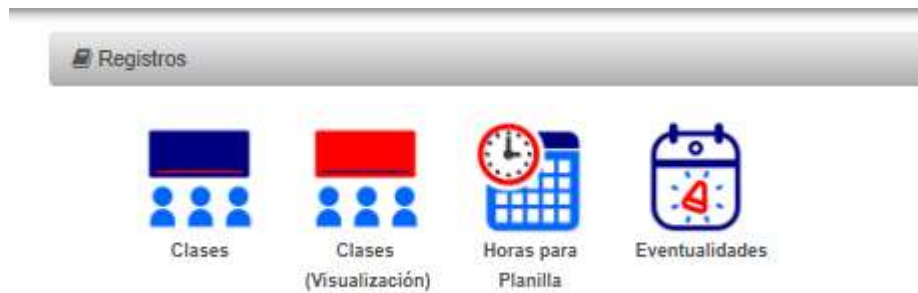 Registros
Clases
Clases
(Visualización)
Horas para
Planilla
Eventualidades